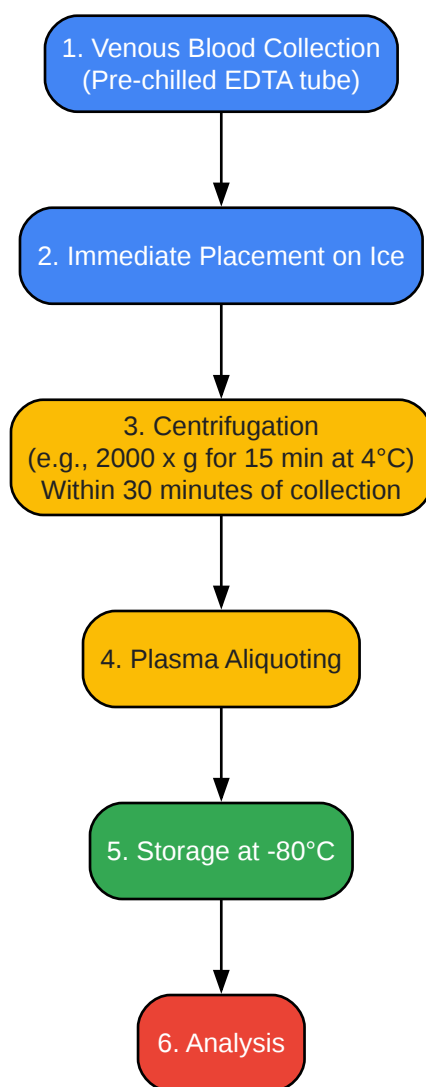 1. Venous Blood Collection
(Pre-chilled EDTA tube)
2. Immediate Placement on Ice
3. Centrifugation
(e.g., 2000 x g for 15 min at 4°C)
Within 30 minutes of collection
4. Plasma Aliquoting
5. Storage at -80°C
6. Analysis